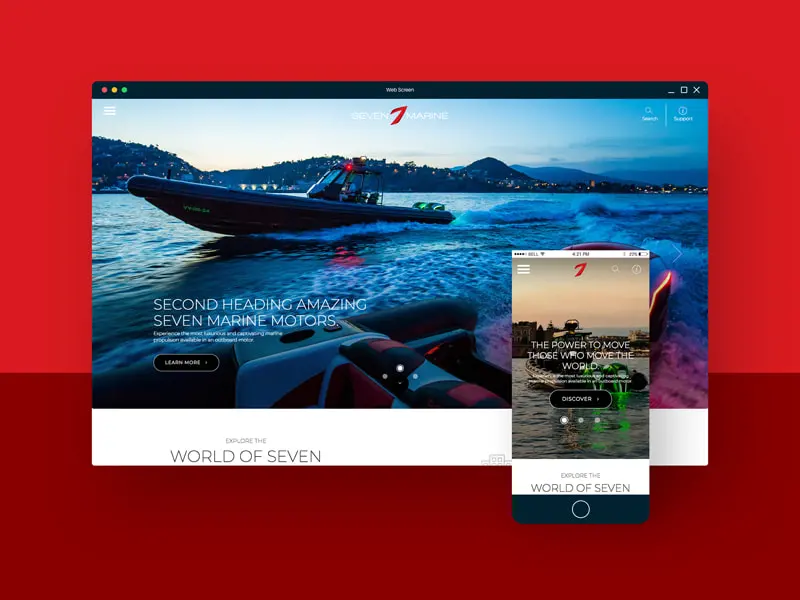 Web Screen
SEVEN 7 MARINE
Search
Support
SECOND HEADING AMAZING
SEVEN MARINE MOTORS.
Experience the most luxurious and captivating marine
propulsion available in an outboard motor.
LEARN MORE
EXPLORE THE
WORLD OF SEVEN
BELL
4:21 PM
22%
7
THE POWER TO MOVE
THOSE WHO MOVE THE
WORLD.
Experience the most luxurious and captivating
marine propulsion available in an outboard motor.
DISCOVER
EXPLORE THE
WORLD OF SEVEN